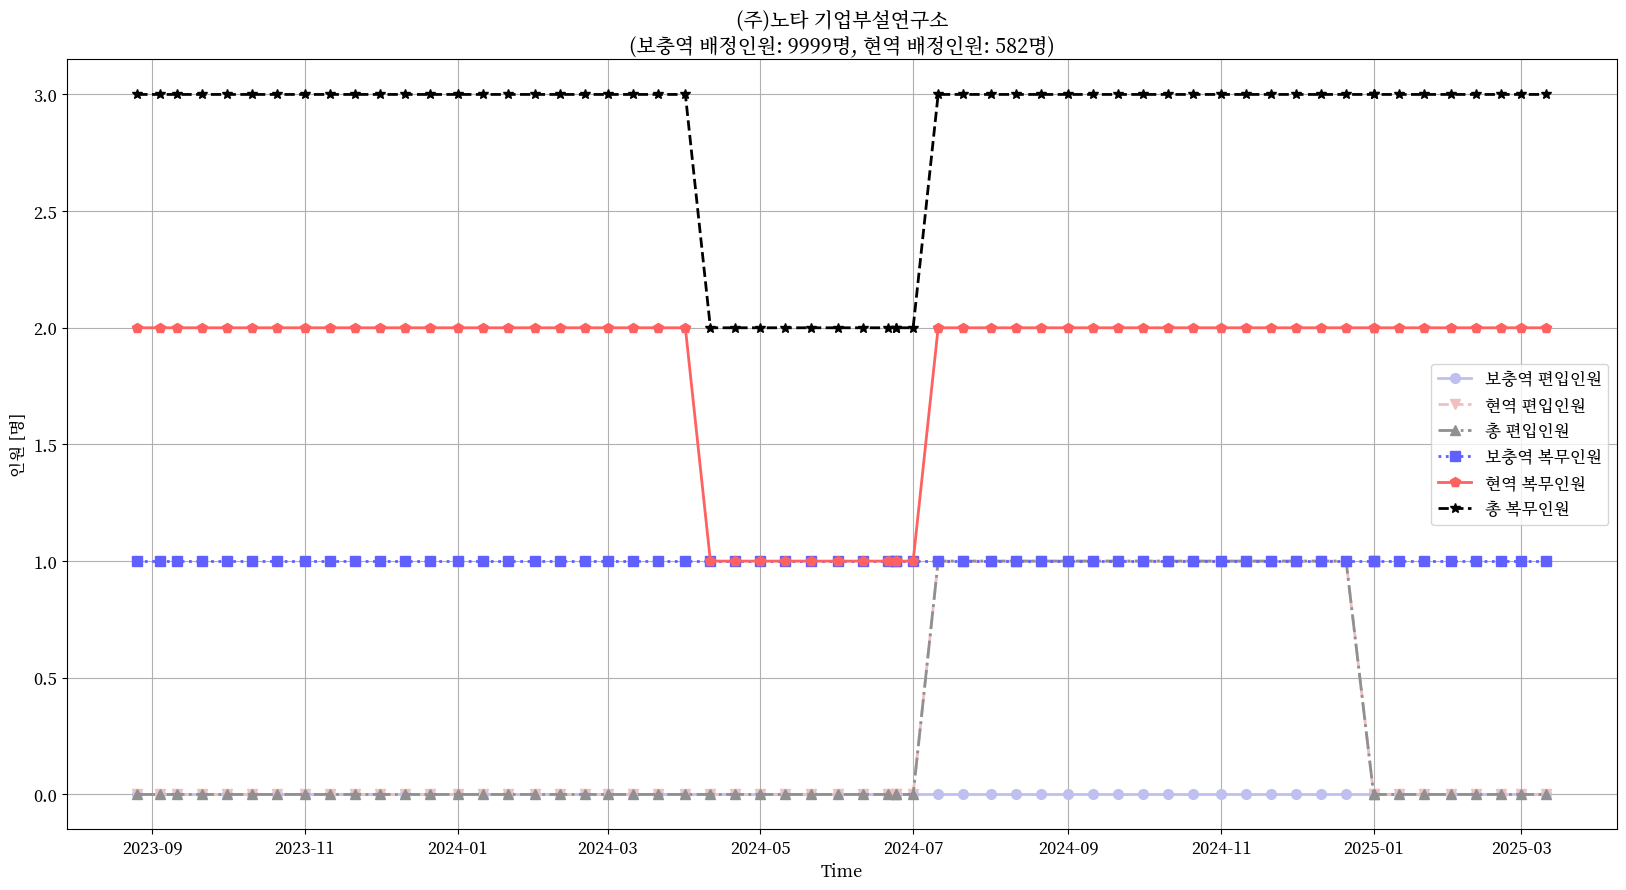 (주)노타 기업부설연구소
(보충역 배정인원: 9999명, 현역 배정인원: 582명)
3.0
2.5
2.0
1.5
1.0
0.5
0.0
인원 [명]
보충역 편입인원
현역 편입인원
총 편입인원
보충역 복무인원
현역 복무인원
총 복무인원
2023-09
2023-11
2024-01
2024-03
2024-05
2024-07
2024-09
2024-11
2025-01
2025-03
Time